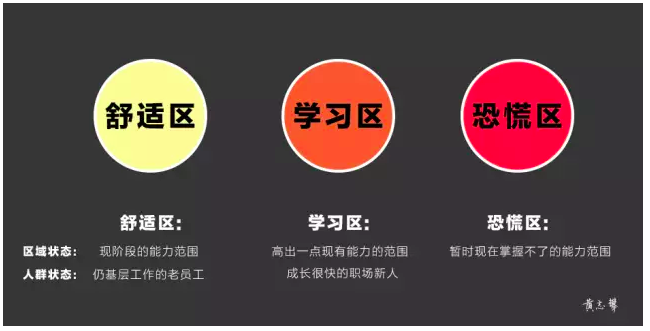 舒适区
学习区
恐慌区
舒适区:
学习区:
恐慌区:
区域状态: 现阶段的能力范围
高出一点现有能力的范围
暂时现在掌握不了的能力范围
人群状态: 仍基层工作的老员工
成长很快的职场新人